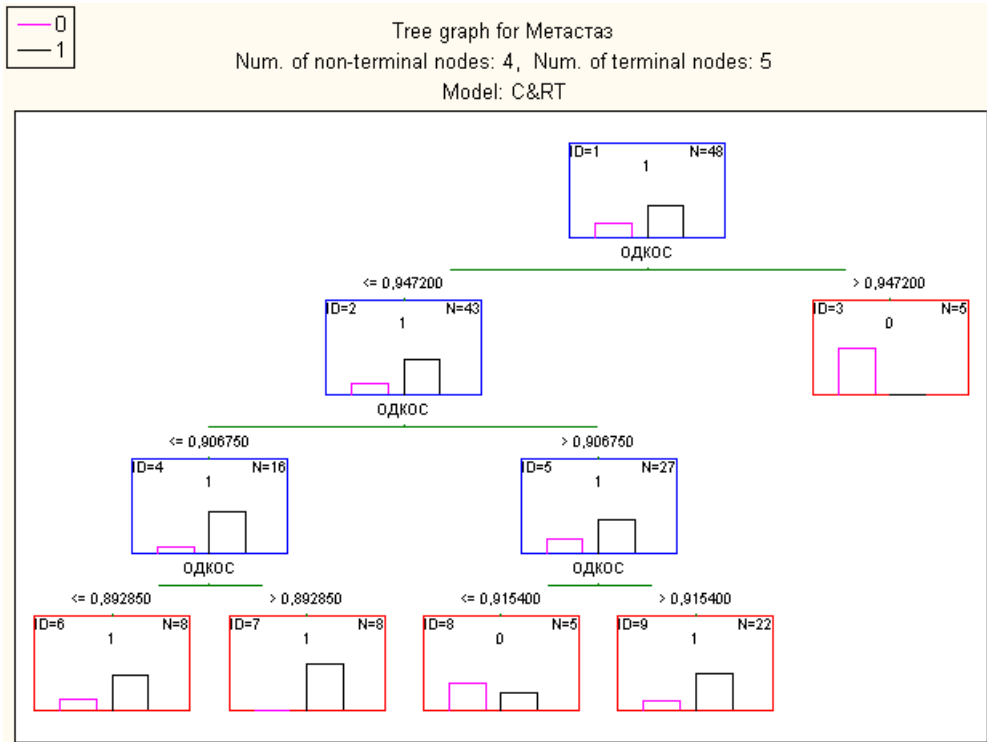 0
1
Tree graph for Метастаз
Num. of non-terminal nodes: 4, Num. of terminal nodes: 5
Model: C&RT
ID=1 N=48
1
одкос
<= 0,947200 > 0,947200
ID=2 N=43 ID=3 N=5
1 0
одкос
<= 0,906750 > 0,906750
ID=4 N=16 ID=5 N=27
1 1
одкос одкос
<= 0,892850 > 0,892850 <= 0,915400 > 0,915400
ID=6 N=8 ID=7 N=8 ID=8 N=5 ID=9 N=22
1 1 0 1